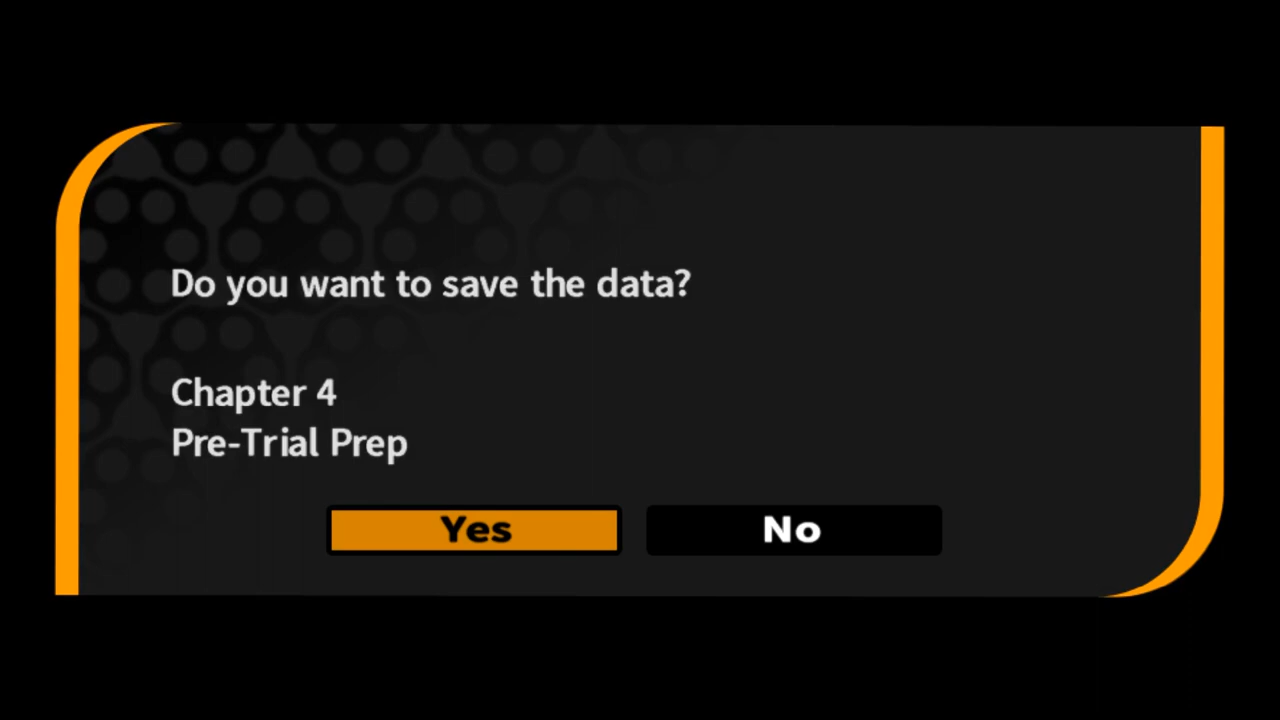 Do you want to save the data?
Chapter 4
Pre-Trial Prep
Yes
No